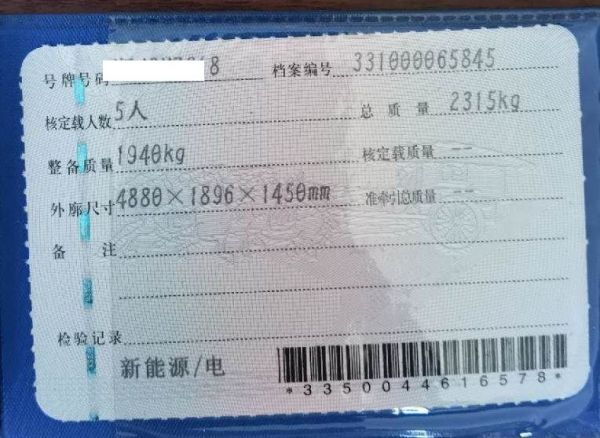 号牌号码 8 档案编号 331000065845
核定载人数 5人 总质量 2315kg
整备质量 1940kg 核定载质量 --
外廓尺寸 4880×1896×1450mm 准牵引总质量 --
备注
检验记录
新能源/电
*3350044616578*